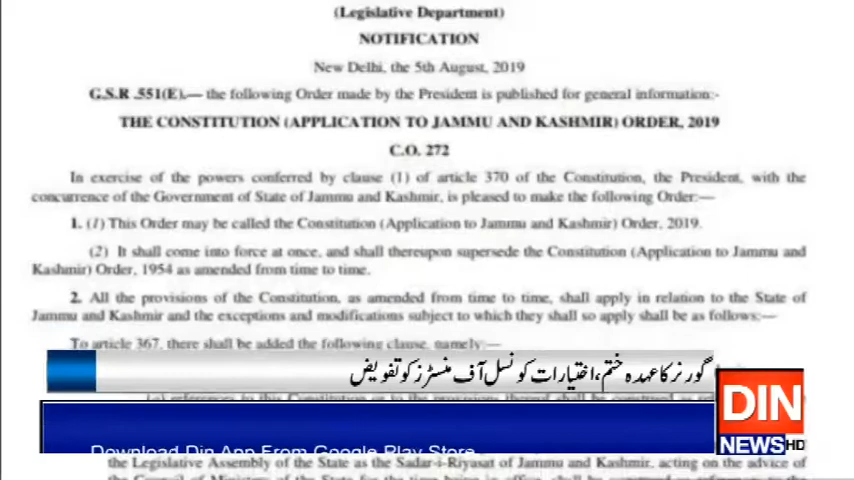 (Legislative Department)
NOTIFICATION
New Delhi, the 5th August, 2019
G.S.R .551(E).— the following Order made by the President is published for general information:-
THE CONSTITUTION (APPLICATION TO JAMMU AND KASHMIR) ORDER, 2019
C.O. 272
In exercise of the powers conferred by clause (1) of article 370 of the Constitution, the President, with the
concurrence of the Government of State of Jammu and Kashmir, is pleased to make the following Order:—
1. (1) This Order may be called the Constitution (Application to Jammu and Kashmir) Order, 2019.
(2) It shall come into force at once, and shall thereupon supersede the Constitution (Application to Jammu and
Kashmir) Order, 1954 as amended from time to time.
2. All the provisions of the Constitution, as amended from time to time, shall apply in relation to the State of
Jammu and Kashmir and the exceptions and modifications subject to which they shall so apply shall be as follows:—
To article 367, there shall be added the following clause, namely:—
گورنر کا عہدہ ختم، اختیارات کونسل آف منسٹرز کو تفویض
DIN
NEWS HD
Download Din App From Google Play Store
the Legislative Assembly of the State as the Sadar-i-Riyasat of Jammu and Kashmir, acting on the advice of